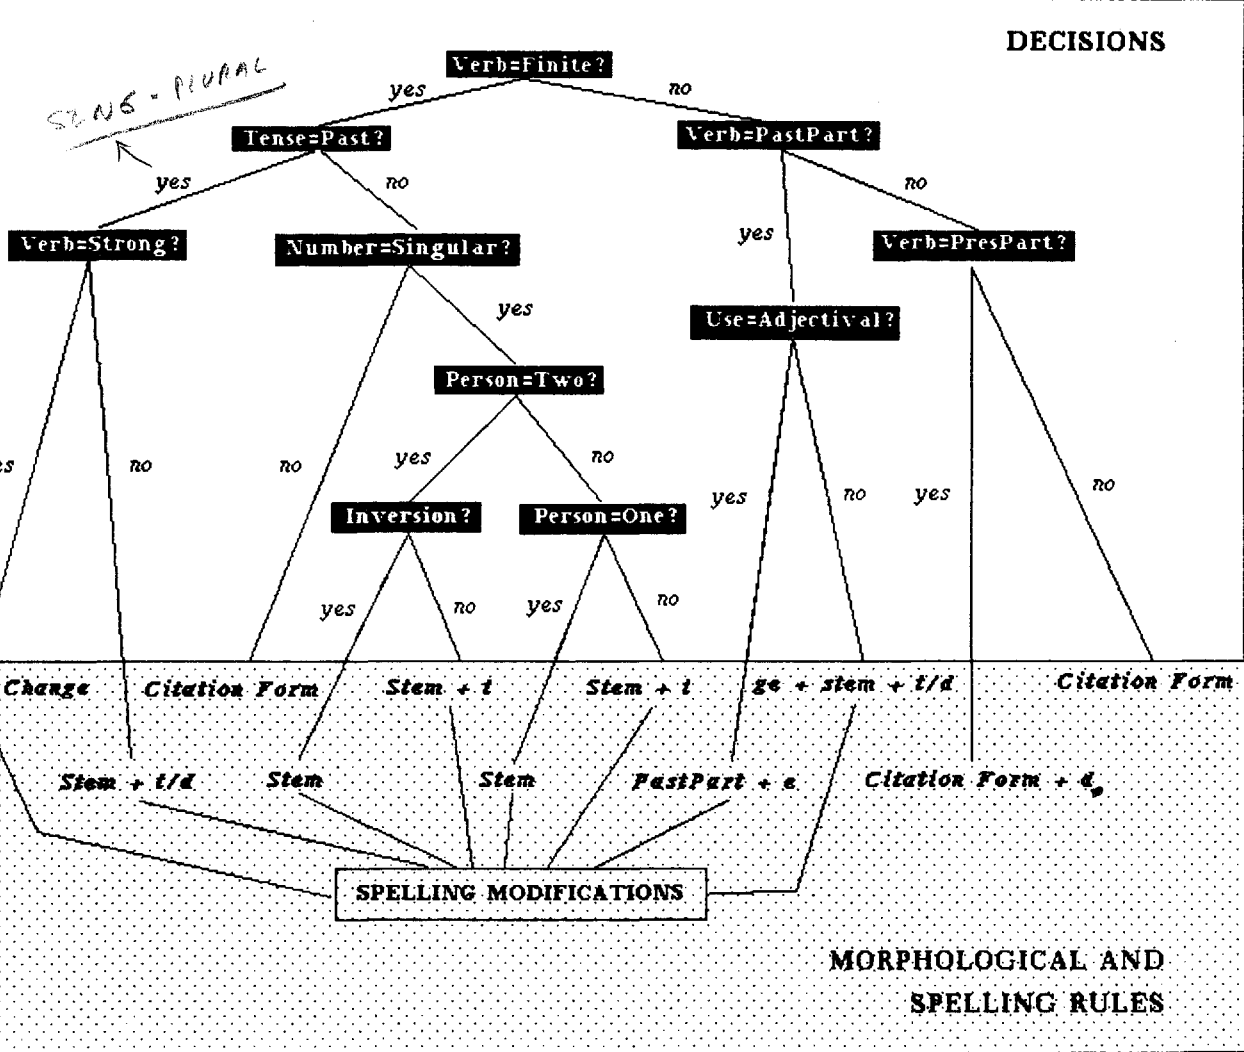 DECISIONS
Verb=Finite?
SING - PLURAL
yes
no
Tense=Past?
Verb=PastPart?
yes
no
no
Verb=Strong?
Number=Singular?
yes
Verb=PresPart?
yes
Use=Adjectival?
Person=Two?
es
no
no
yes
no
yes
no
yes
no
Inversion?
Person=One?
yes
no
yes
no
Change
Citation Form
Stem + t
Stem + t
ge + stem + t/d
Citation Form
Stem + t/d
Stem
Stem
PastPart + e
Citation Form + d
SPELLING MODIFICATIONS
MORPHOLOGICAL AND
SPELLING RULES